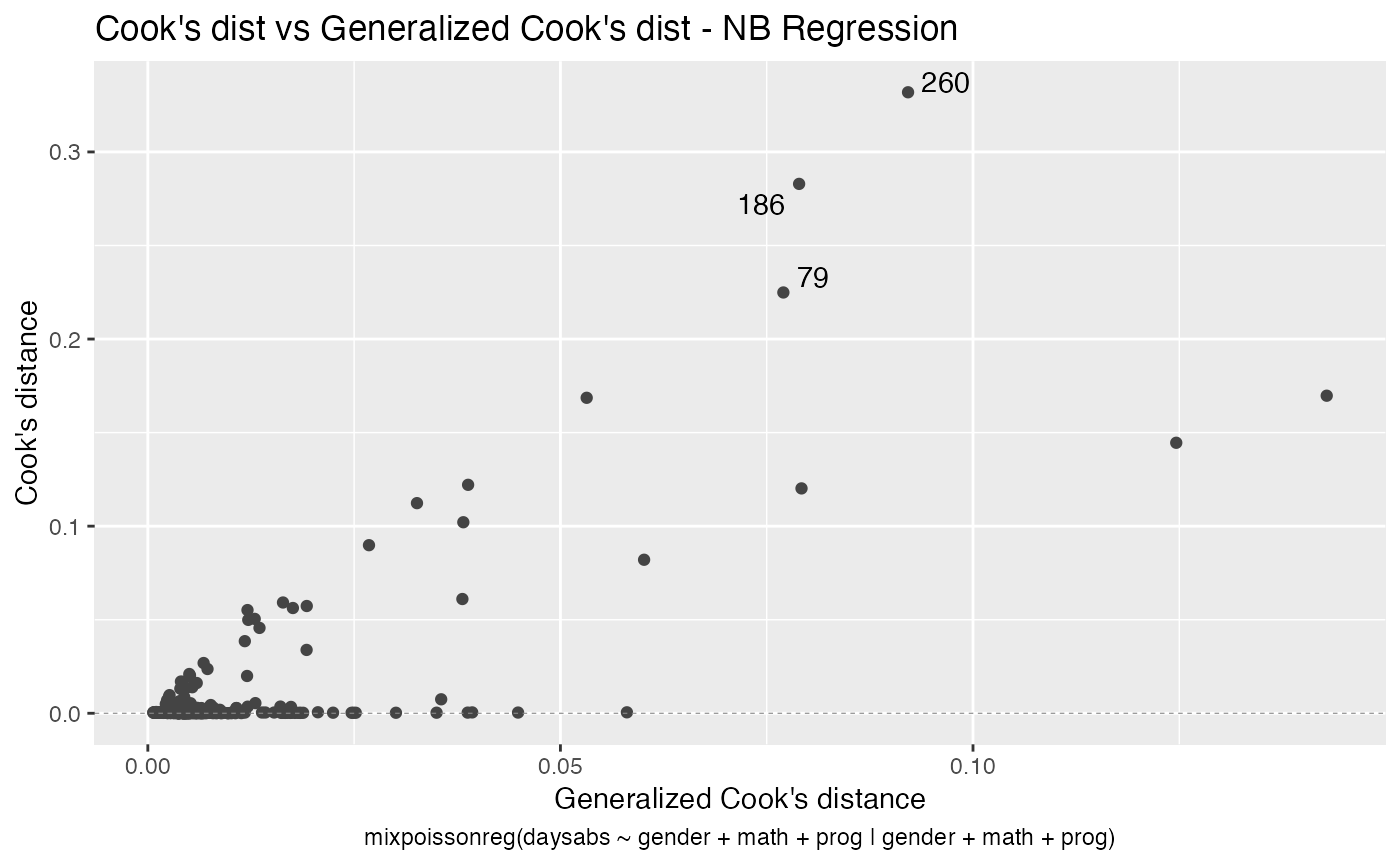 Cook's dist vs Generalized Cook's dist - NB Regression
260
0.3
186
79
0.2
Cook's distance
0.1
0.0
0.00 0.05 0.10
Generalized Cook's distance
mixpoissonreg(daysabs ~ gender + math + prog | gender + math + prog)